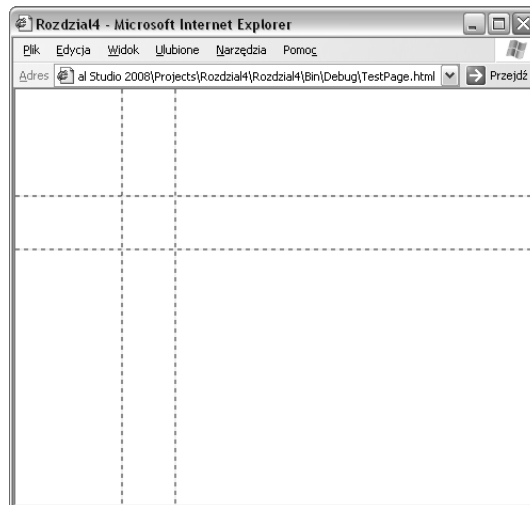 Rozdzial4 - Microsoft Internet Explorer
Plik Edycja Widok Ulubione Narzędzia Pomoc
Adres al Studio 2008\Projects\Rozdzial4\Rozdzial4\Bin\Debug\TestPage.html Przejdź